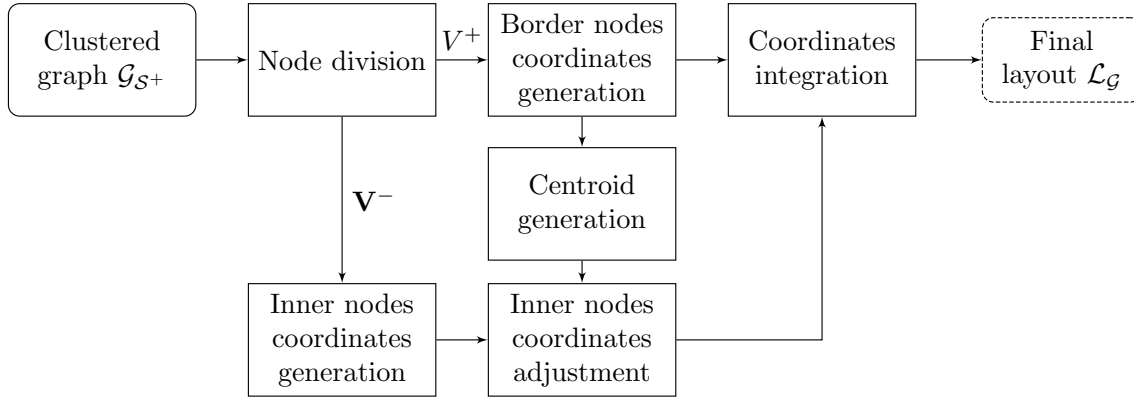 Clustered
graph 𝒢_{𝒮⁺}
Node division
V⁺
Border nodes
coordinates
generation
Coordinates
integration
Final
layout ℒ_𝒢
Centroid
generation
𝐕⁻
Inner nodes
coordinates
generation
Inner nodes
coordinates
adjustment